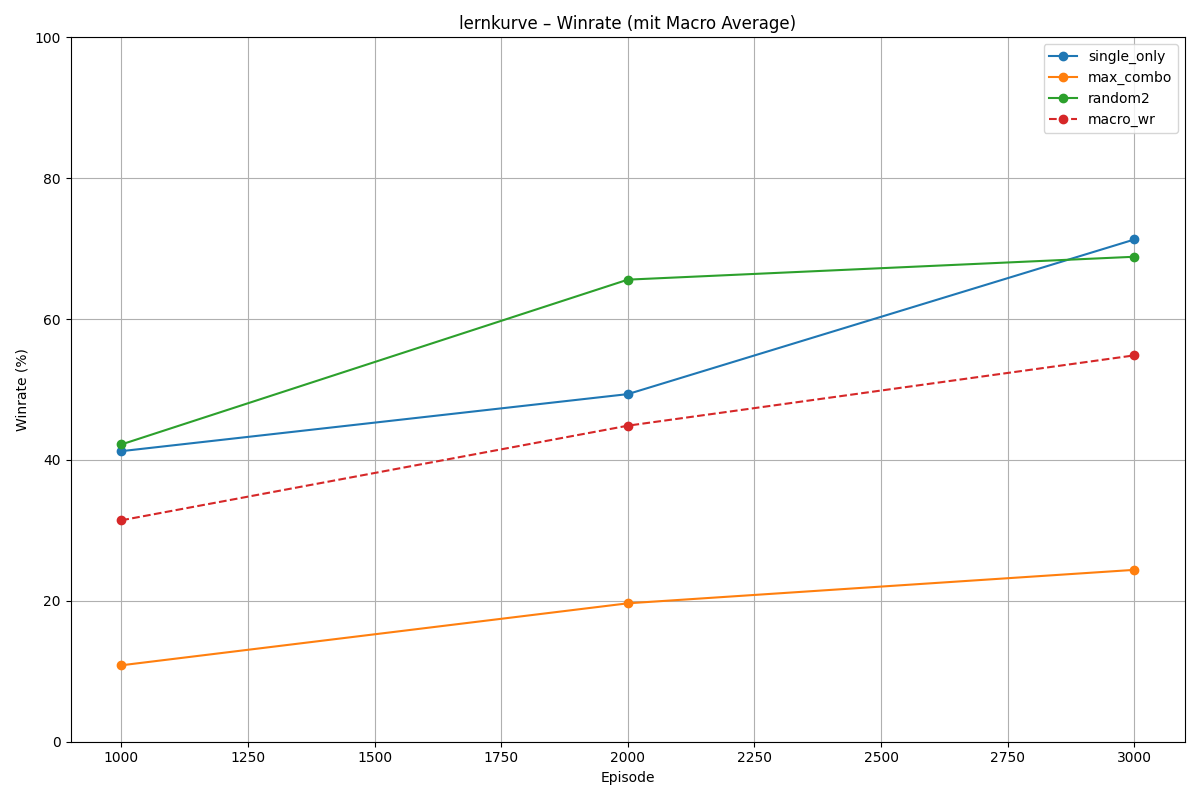 lernkurve – Winrate (mit Macro Average)
single_only
max_combo
random2
macro_wr
Winrate (%)
100
80
60
40
20
0
1000 1250 1500 1750 2000 2250 2500 2750 3000
Episode